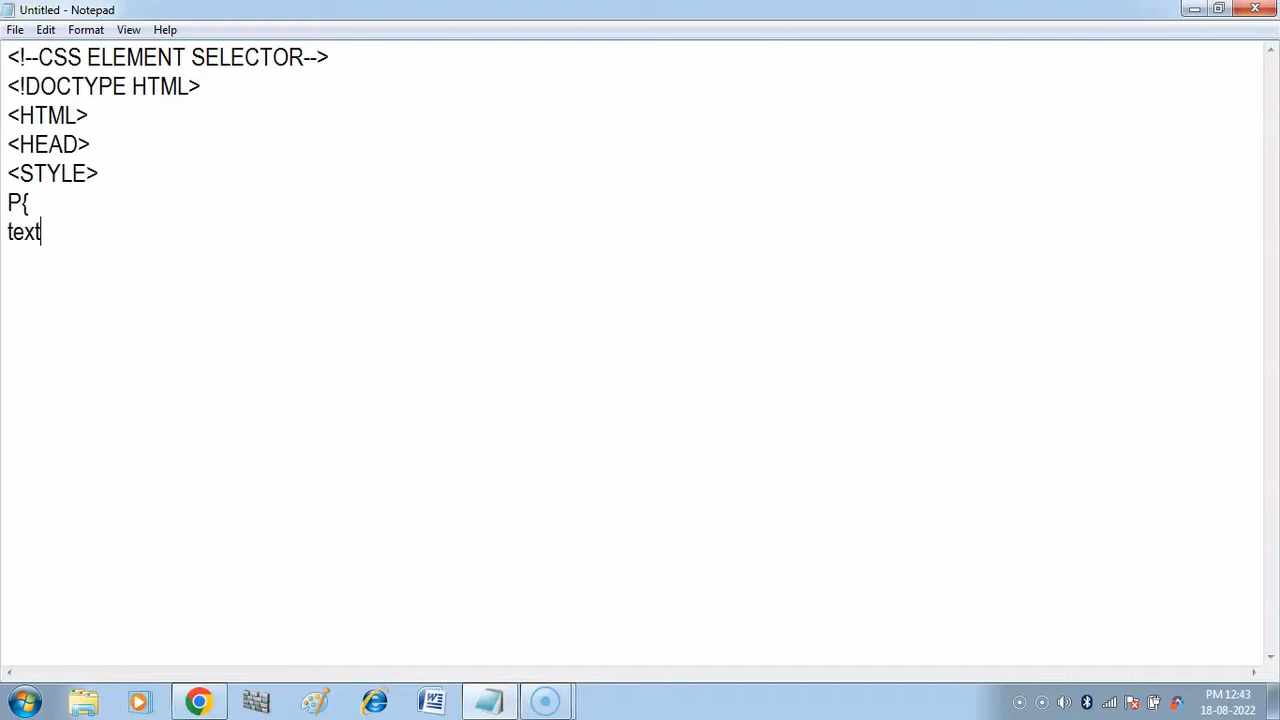 Untitled - Notepad
File Edit Format View Help
<!--CSS ELEMENT SELECTOR-->
<!DOCTYPE HTML>
<HTML>
<HEAD>
<STYLE>
P{
text
PM 12:43
18-08-2022